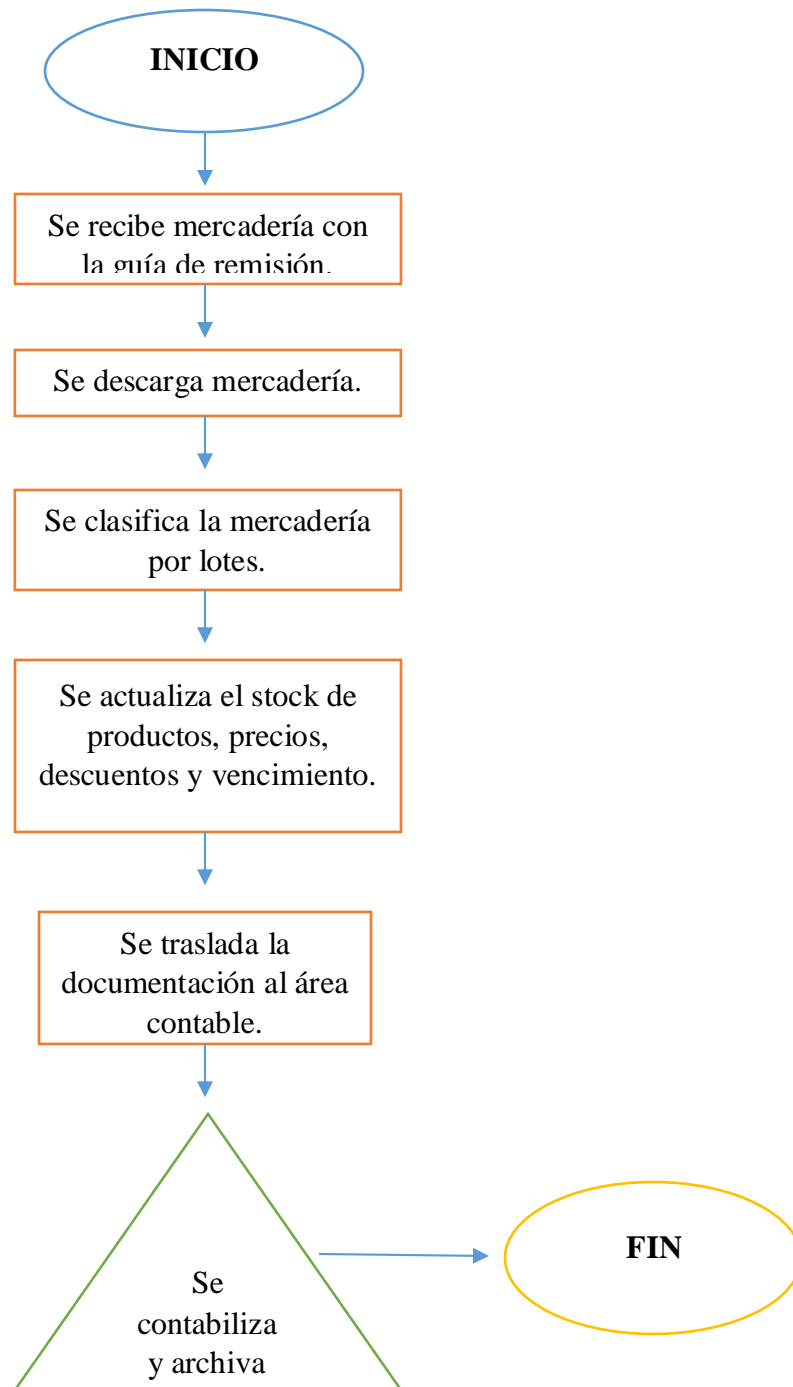 INICIO
Se recibe mercadería con
la guía de remisión.
Se descarga mercadería.
Se clasifica la mercadería
por lotes.
Se actualiza el stock de
productos, precios,
descuentos y vencimiento.
Se traslada la
documentación al área
contable.
Se
contabiliza
y archiva
FIN